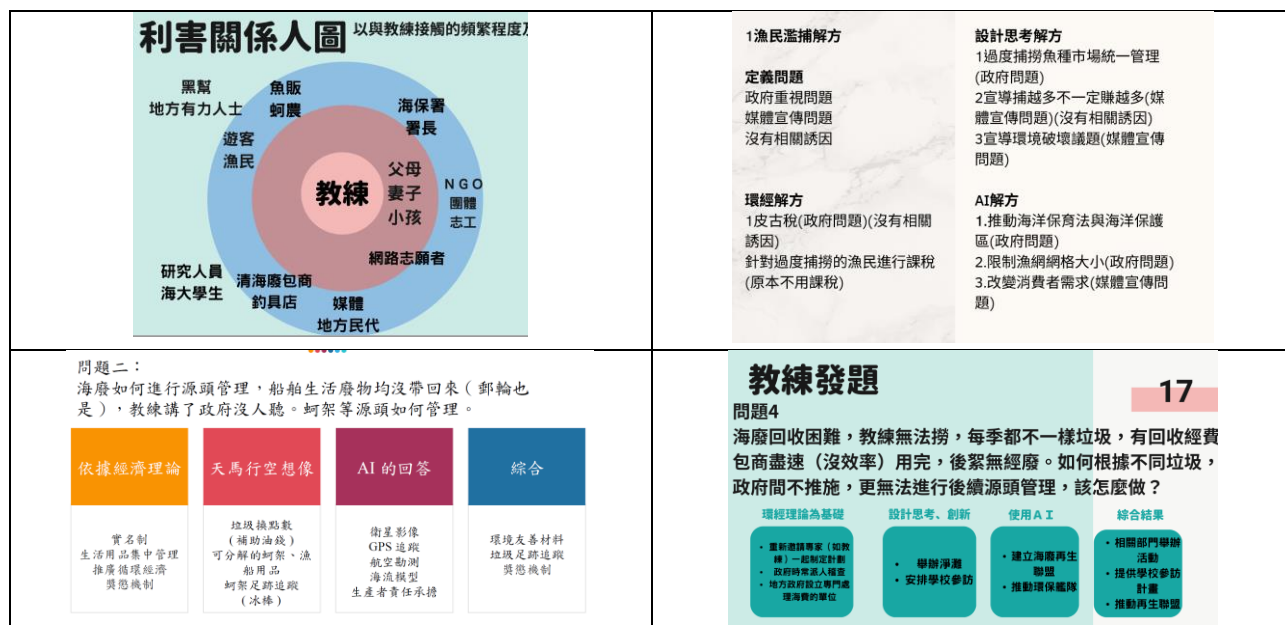 利害關係人圖 以與教練接觸的頻繁程度及
黑幫
地方有力人士
魚販
蚵農
海保署
署長
遊客
漁民
教練
父母
妻子
小孩
NGO
團體
志工
網路志願者
研究人員
海大學生
清海廢包商
釣具店
媒體
地方民代
1漁民濫捕解方
定義問題
政府重視問題
媒體宣傳問題
沒有相關誘因
環經解方
1皮古稅(政府問題)(沒有相關
誘因)
針對過度捕撈的漁民進行課稅
(原本不用課稅)
設計思考解方
1過度捕撈魚種市場統一管理
(政府問題)
2宣導捕越多不一定賺越多(媒
體宣傳問題)(沒有相關誘因)
3宣導環境破壞議題(媒體宣傳
問題)
AI解方
1.推動海洋保育法與海洋保護
區(政府問題)
2.限制漁網網格大小(政府問題)
3.改變消費者需求(媒體宣傳問
題)
問題二：
海廢如何進行源頭管理，船舶生活廢物均沒帶回來（郵輪也
是），教練講了政府沒人聽。蚵架等源頭如何管理。
依據經濟理論
實名制
生活用品集中管理
推廣循環經濟
獎懲機制
天馬行空想像
垃圾換點數
(補助油錢)
可分解的蚵架、漁
船用品
蚵架足跡追蹤
(冰棒)
AI 的回答
衛星影像
GPS 追蹤
航空勘測
海流模型
生產者責任承擔
綜合
環境友善材料
垃圾足跡追蹤
獎懲機制
教練發題
17
問題4
海廢回收困難，教練無法撈，每季都不一樣垃圾，有回收經費
包商盡速（沒效率）用完，後絮無經廢。如何根據不同垃圾，
政府間不推施，更無法進行後續源頭管理，該怎麼做？
環經理論為基礎
• 重新邀請專家（如教
練）一起制定計劃
• 政府時常派人稽查
• 地方政府設立專門處
理海費的單位
設計思考、創新
• 舉辦淨灘
• 安排學校參訪
使用ＡＩ
• 建立海廢再生
聯盟
• 推動環保艦隊
綜合結果
• 相關部門舉辦
活動
• 提供學校參訪
計畫
• 推動再生聯盟